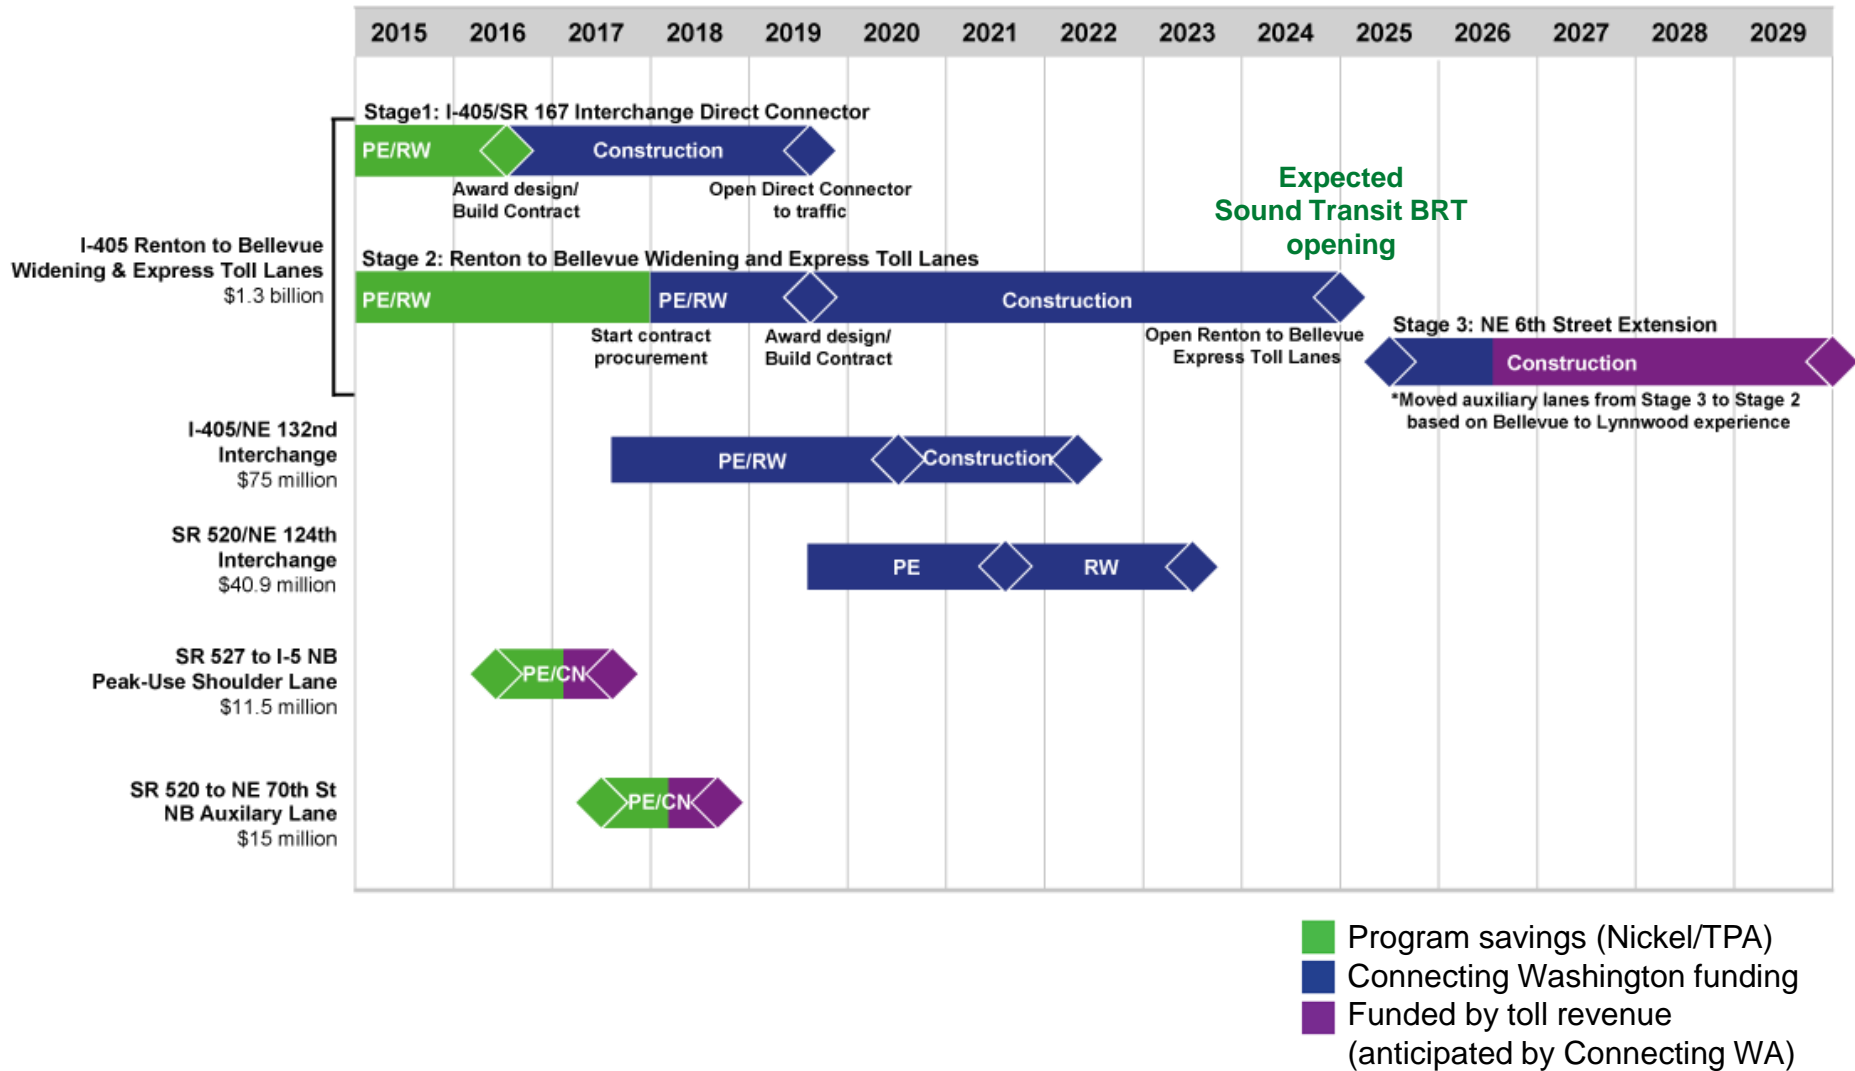 2015 2016 2017 2018 2019 2020 2021 2022 2023 2024 2025 2026 2027 2028 2029
Stage1: I-405/SR 167 Interchange Direct Connector
PE/RW
Construction
Award design/
Build Contract
Open Direct Connector
to traffic
Expected
Sound Transit BRT
opening
I-405 Renton to Bellevue
Widening & Express Toll Lanes
$1.3 billion
Stage 2: Renton to Bellevue Widening and Express Toll Lanes
PE/RW
PE/RW
Construction
Start contract
procurement
Award design/
Build Contract
Open Renton to Bellevue
Express Toll Lanes
Stage 3: NE 6th Street Extension
Construction
*Moved auxiliary lanes from Stage 3 to Stage 2
based on Bellevue to Lynnwood experience
I-405/NE 132nd
Interchange
$75 million
PE/RW
Construction
SR 520/NE 124th
Interchange
$40.9 million
PE
RW
SR 527 to I-5 NB
Peak-Use Shoulder Lane
$11.5 million
PE/CN
SR 520 to NE 70th St
NB Auxilary Lane
$15 million
PE/CN
Program savings (Nickel/TPA)
Connecting Washington funding
Funded by toll revenue
(anticipated by Connecting WA)